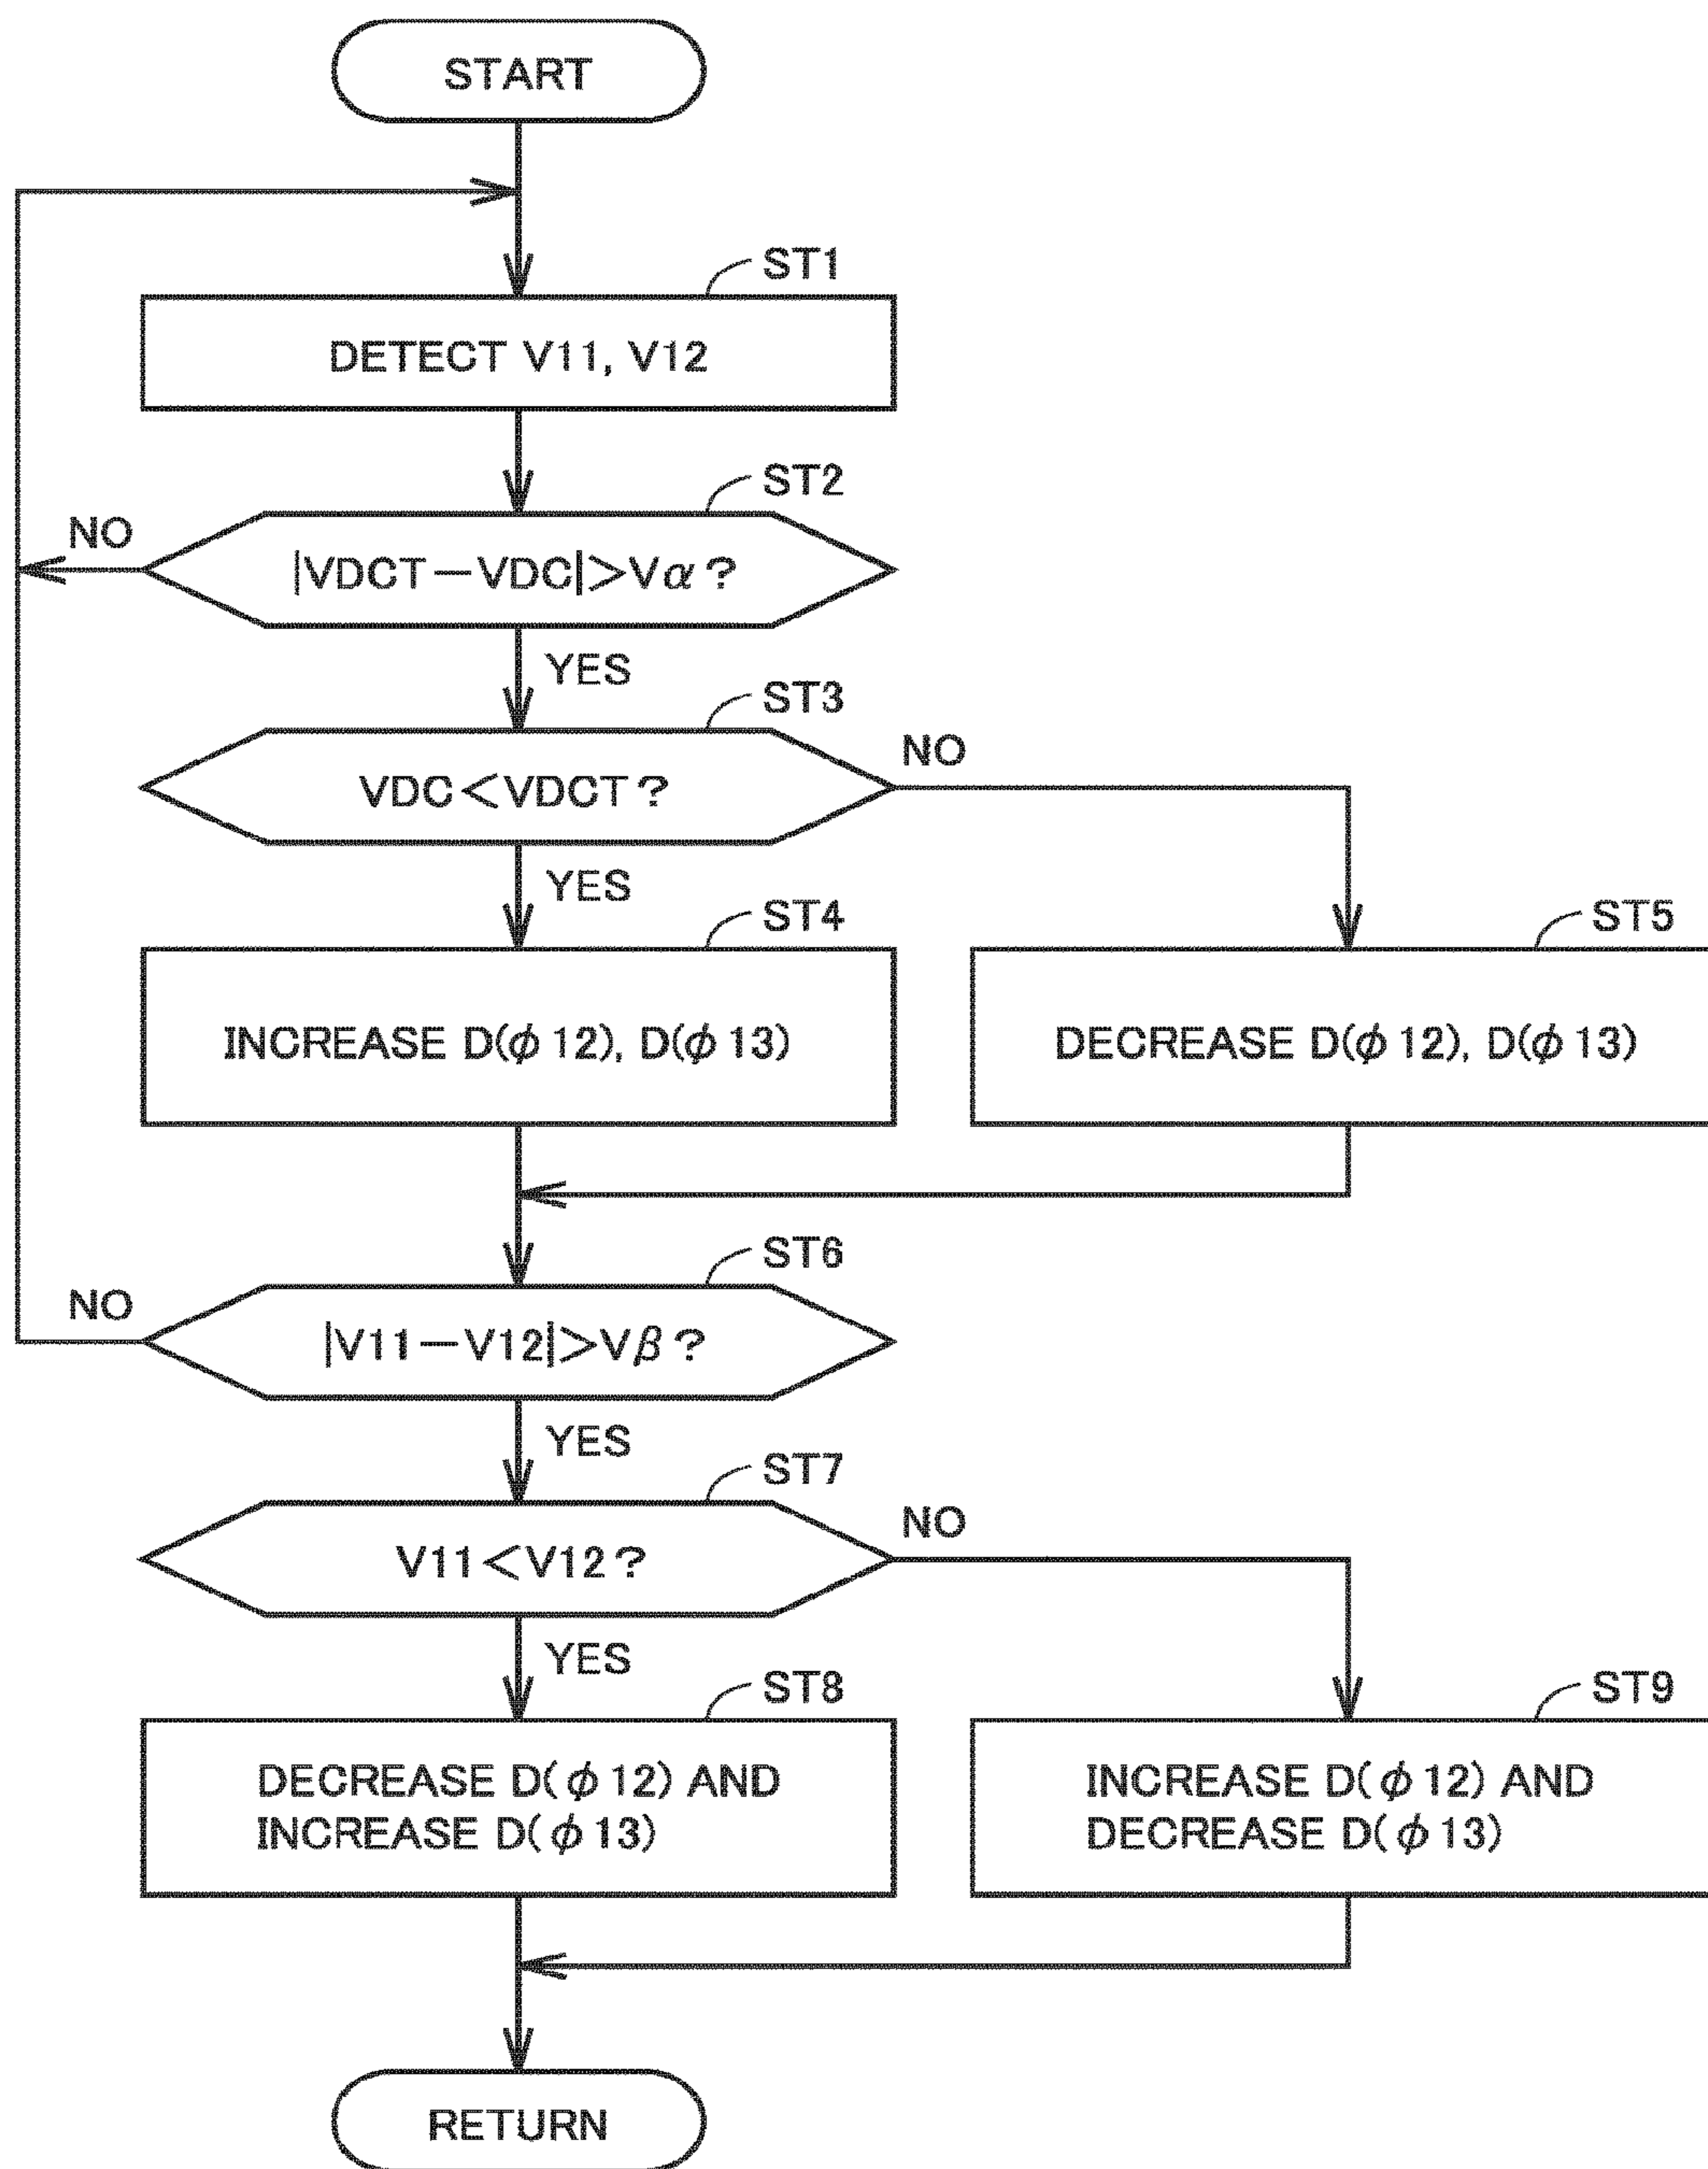 START
ST1
DETECT V11, V12
ST2
NO
|VDCT−VDC|>Vα?
YES
ST3
NO
VDC<VDCT?
YES
ST4
ST5
INCREASE D(φ12), D(φ13)
DECREASE D(φ12), D(φ13)
ST6
NO
|V11−V12|>Vβ?
YES
ST7
NO
V11<V12?
YES
ST8
ST9
DECREASE D(φ12) AND
INCREASE D(φ13)
INCREASE D(φ12) AND
DECREASE D(φ13)
RETURN